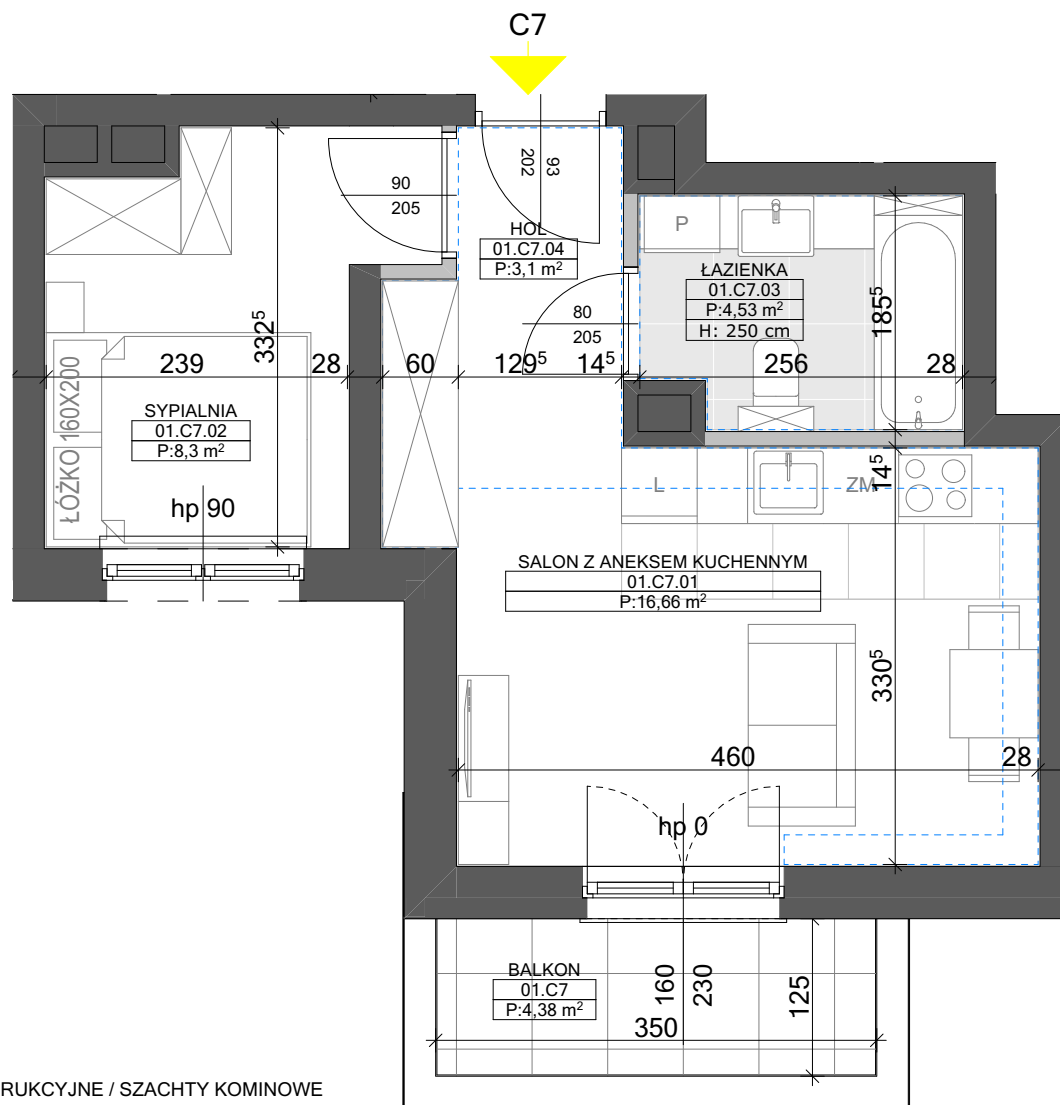 C7
90
205
202
93
HOL
01.C7.04
P:3,1 m²
P
ŁAZIENKA
01.C7.03
P:4,53 m²
H: 250 cm
185⁵
80
205
332⁵
239
28
60
129⁵
14⁵
256
28
ŁÓŻKO 160X200
SYPIALNIA
01.C7.02
P:8,3 m²
hp 90
L
ZM
14⁵
SALON Z ANEKSEM KUCHENNYM
01.C7.01
P:16,66 m²
330⁵
460
28
hp 0
BALKON
01.C7
P:4,38 m²
160
230
125
350
RUKCYJNE / SZACHTY KOMINOWE